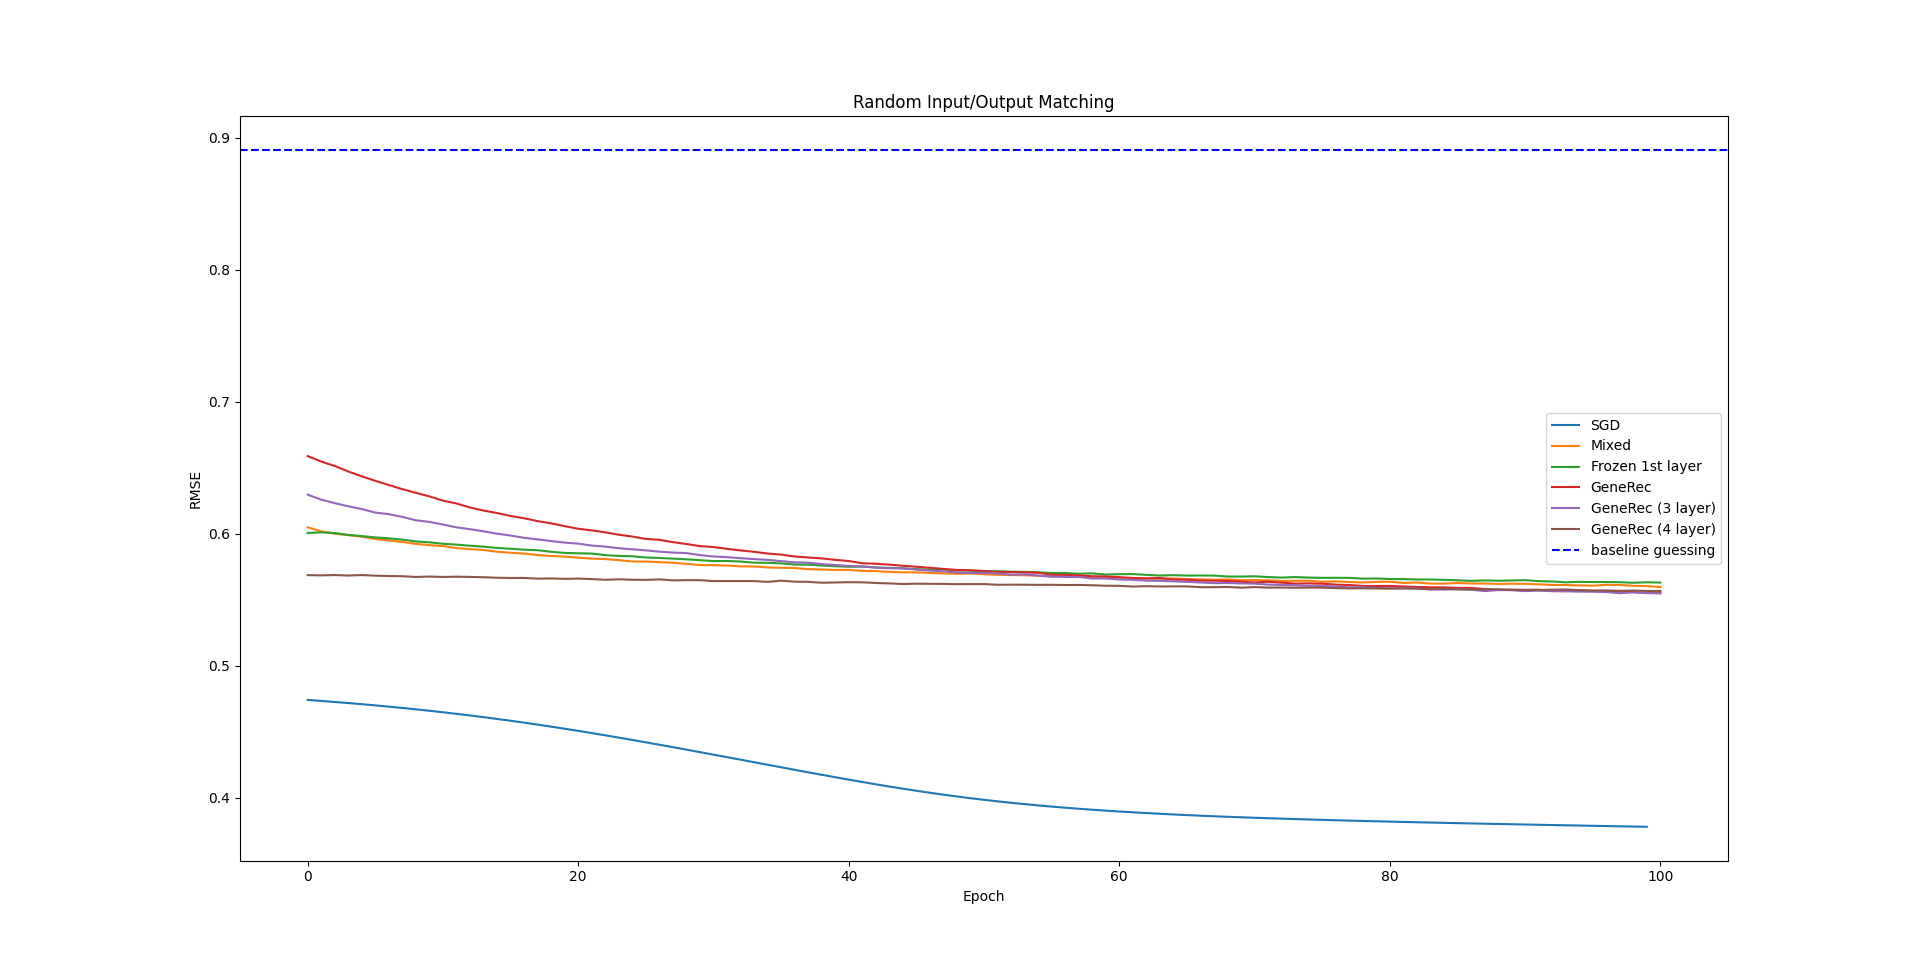 Random Input/Output Matching
0.9
0.8
0.7
0.6
0.5
0.4
RMSE
SGD
Mixed
Frozen 1st layer
GeneRec
GeneRec (3 layer)
GeneRec (4 layer)
baseline guessing
0
20
40
60
80
100
Epoch